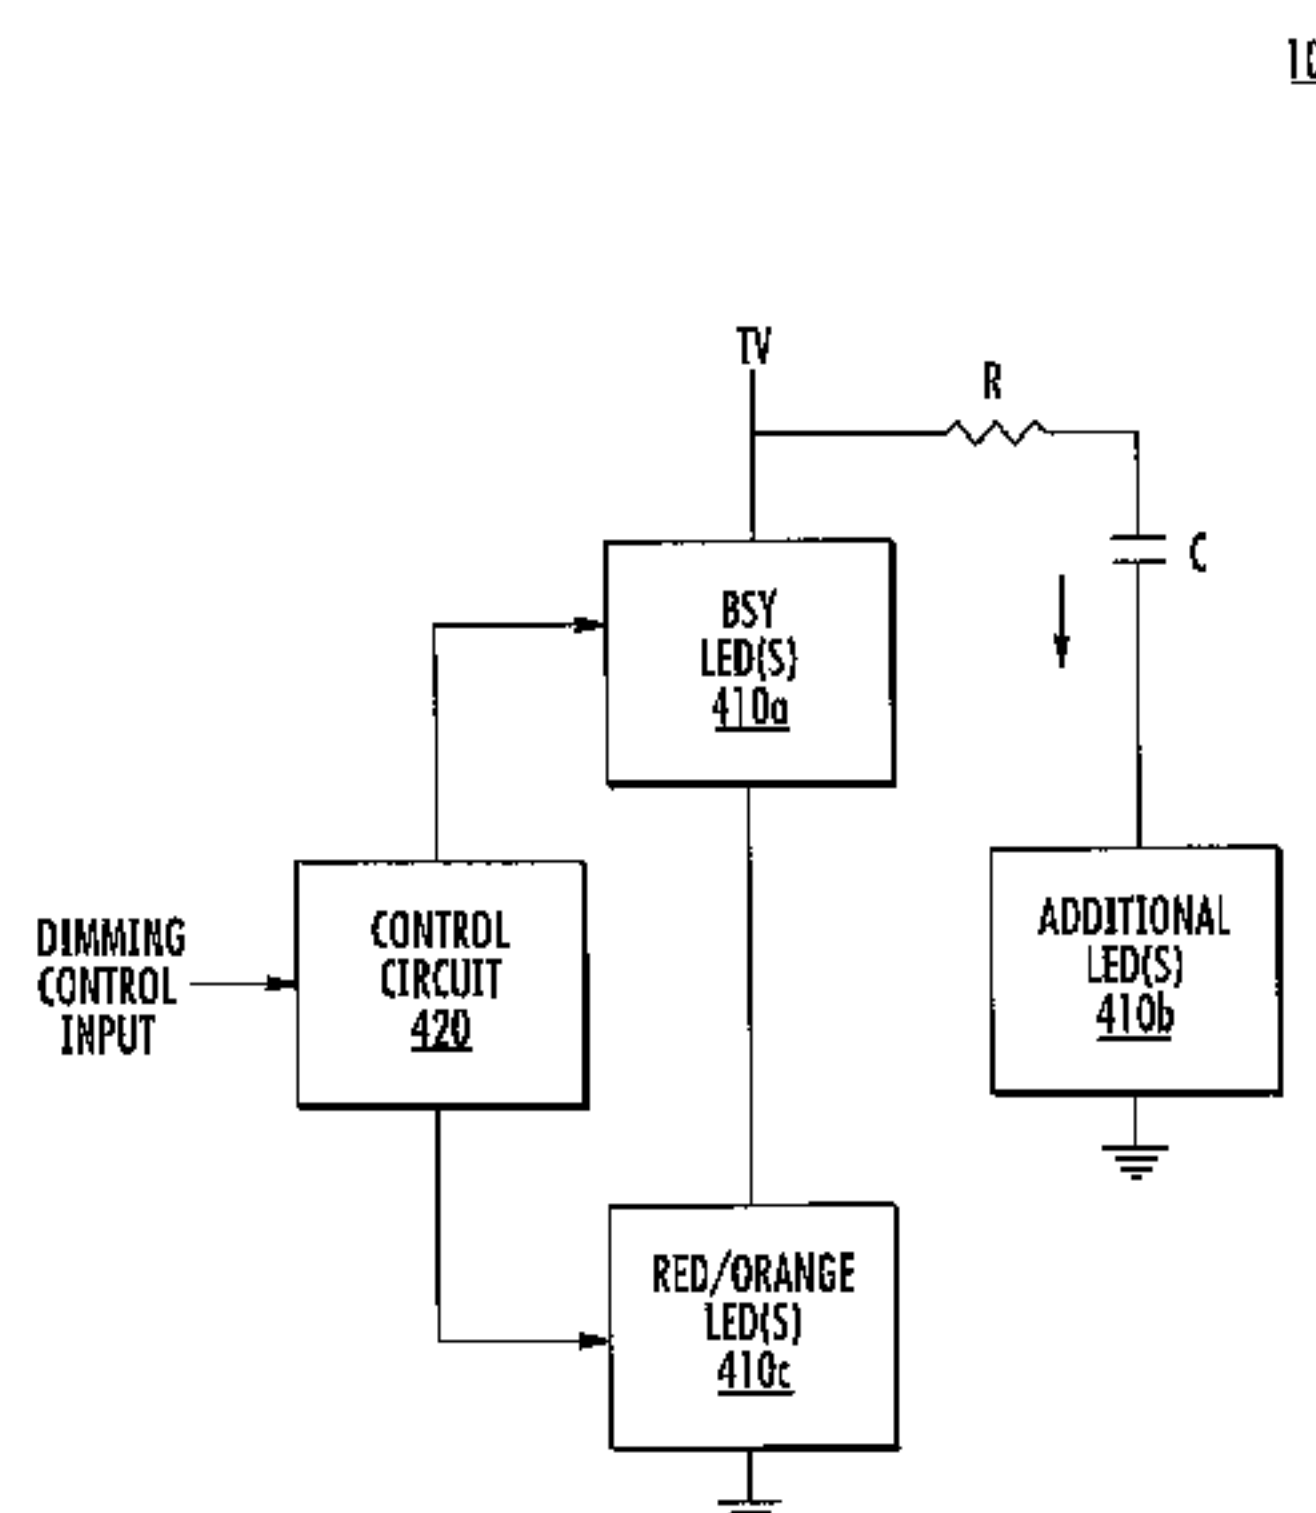 TV
R
C
BSY
LED(S)
410a
DIMMING
CONTROL
INPUT
CONTROL
CIRCUIT
420
ADDITIONAL
LED(S)
410b
RED/ORANGE
LED(S)
410c